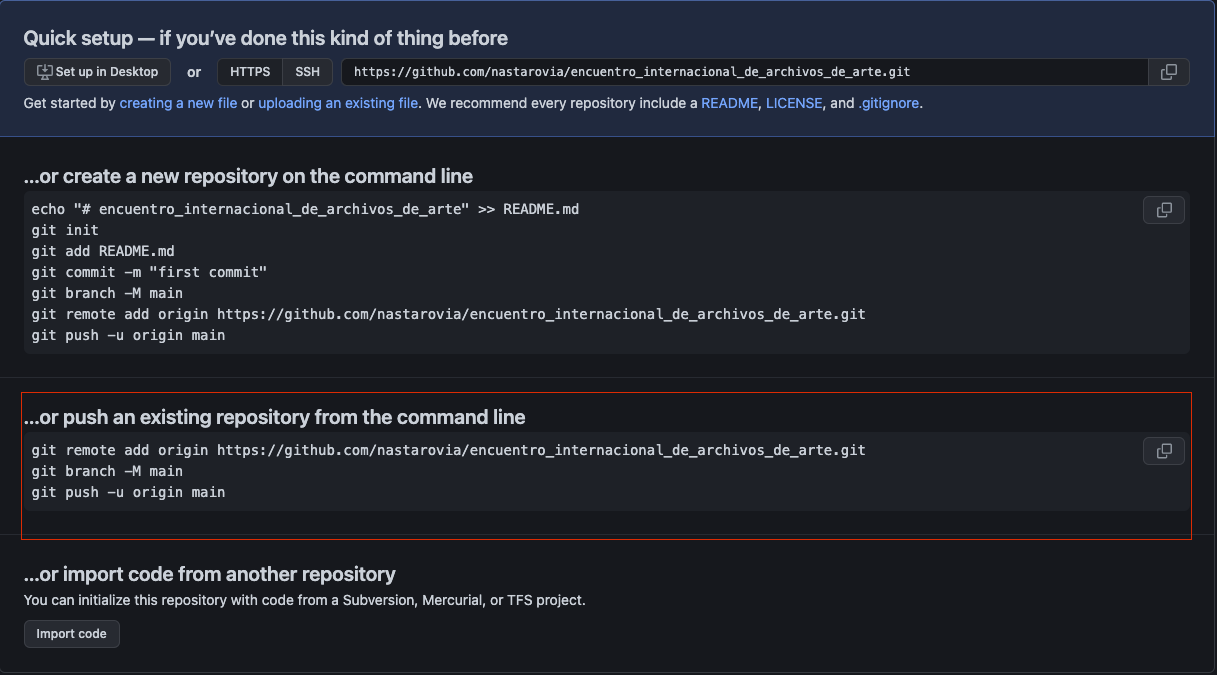 Quick setup — if you’ve done this kind of thing before
Set up in Desktop or HTTPS SSH https://github.com/nastarovia/encuentro_internacional_de_archivos_de_arte.git
Get started by creating a new file or uploading an existing file. We recommend every repository include a README, LICENSE, and .gitignore.
…or create a new repository on the command line
echo "# encuentro_internacional_de_archivos_de_arte" >> README.md
git init
git add README.md
git commit -m "first commit"
git branch -M main
git remote add origin https://github.com/nastarovia/encuentro_internacional_de_archivos_de_arte.git
git push -u origin main
…or push an existing repository from the command line
git remote add origin https://github.com/nastarovia/encuentro_internacional_de_archivos_de_arte.git
git branch -M main
git push -u origin main
…or import code from another repository
You can initialize this repository with code from a Subversion, Mercurial, or TFS project.
Import code